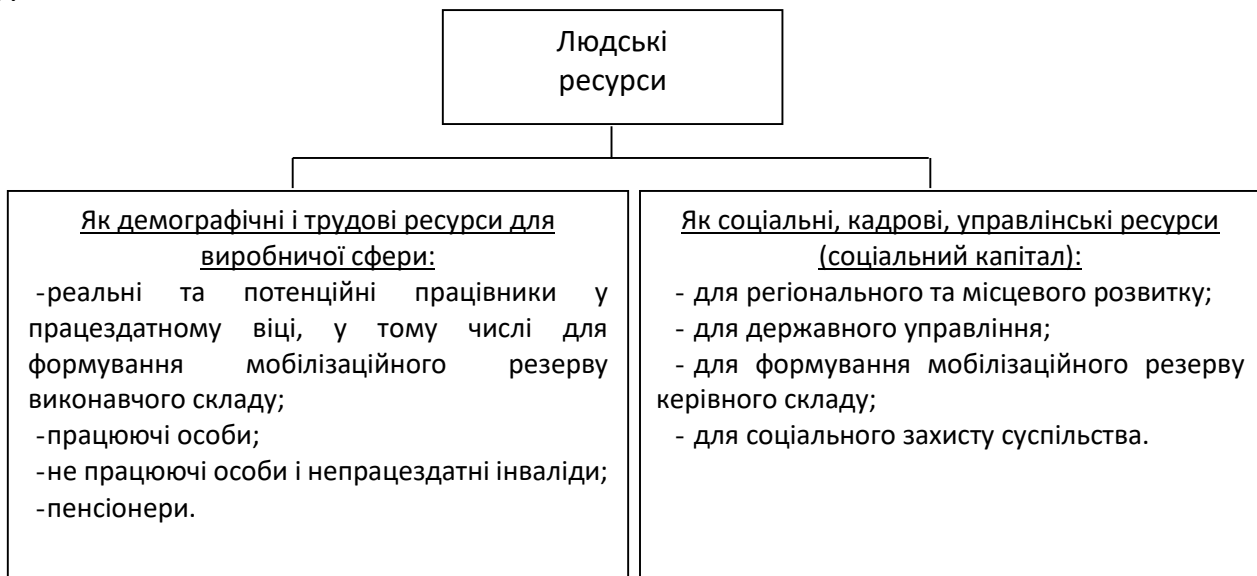 Людські
ресурси
Як демографічні і трудові ресурси для
виробничої сфери:
-реальні та потенційні працівники у
працездатному віці, у тому числі для
формування мобілізаційного резерву
виконавчого складу;
-працюючі особи;
-не працюючі особи і непрацездатні інваліди;
-пенсіонери.
Як соціальні, кадрові, управлінські ресурси
(соціальний капітал):
- для регіонального та місцевого розвитку;
- для державного управління;
- для формування мобілізаційного резерву
керівного складу;
- для соціального захисту суспільства.